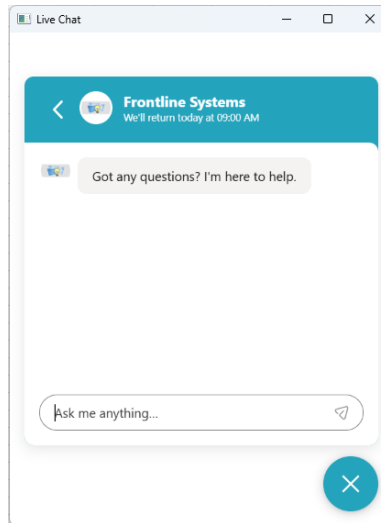 Live Chat
Frontline Systems
We'll return today at 09:00 AM
Got any questions? I'm here to help.
Ask me anything...